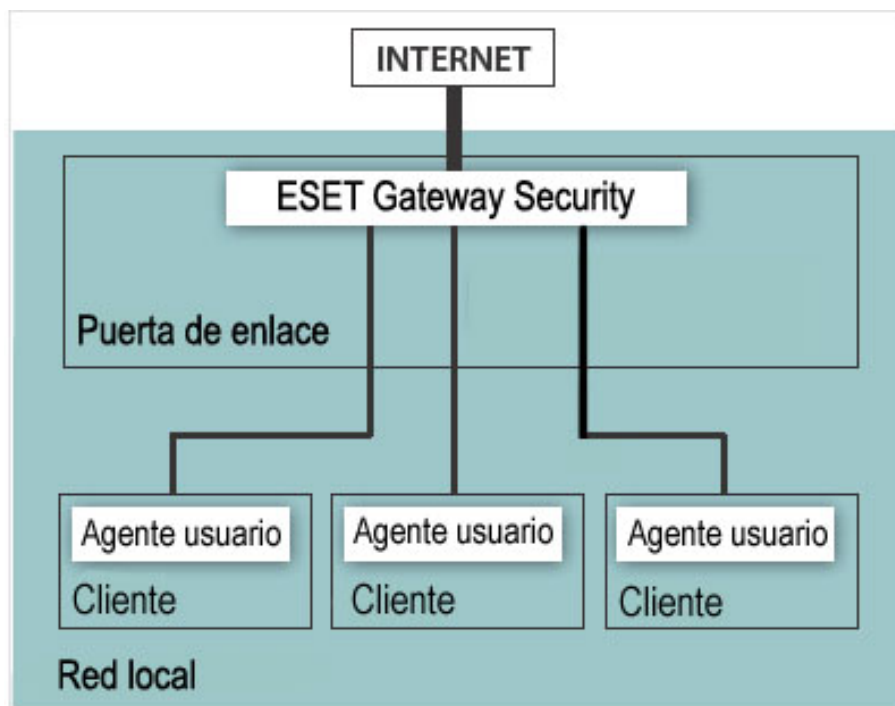 INTERNET
ESET Gateway Security
Puerta de enlace
Agente usuario
Cliente
Agente usuario
Cliente
Agente usuario
Cliente
Red local